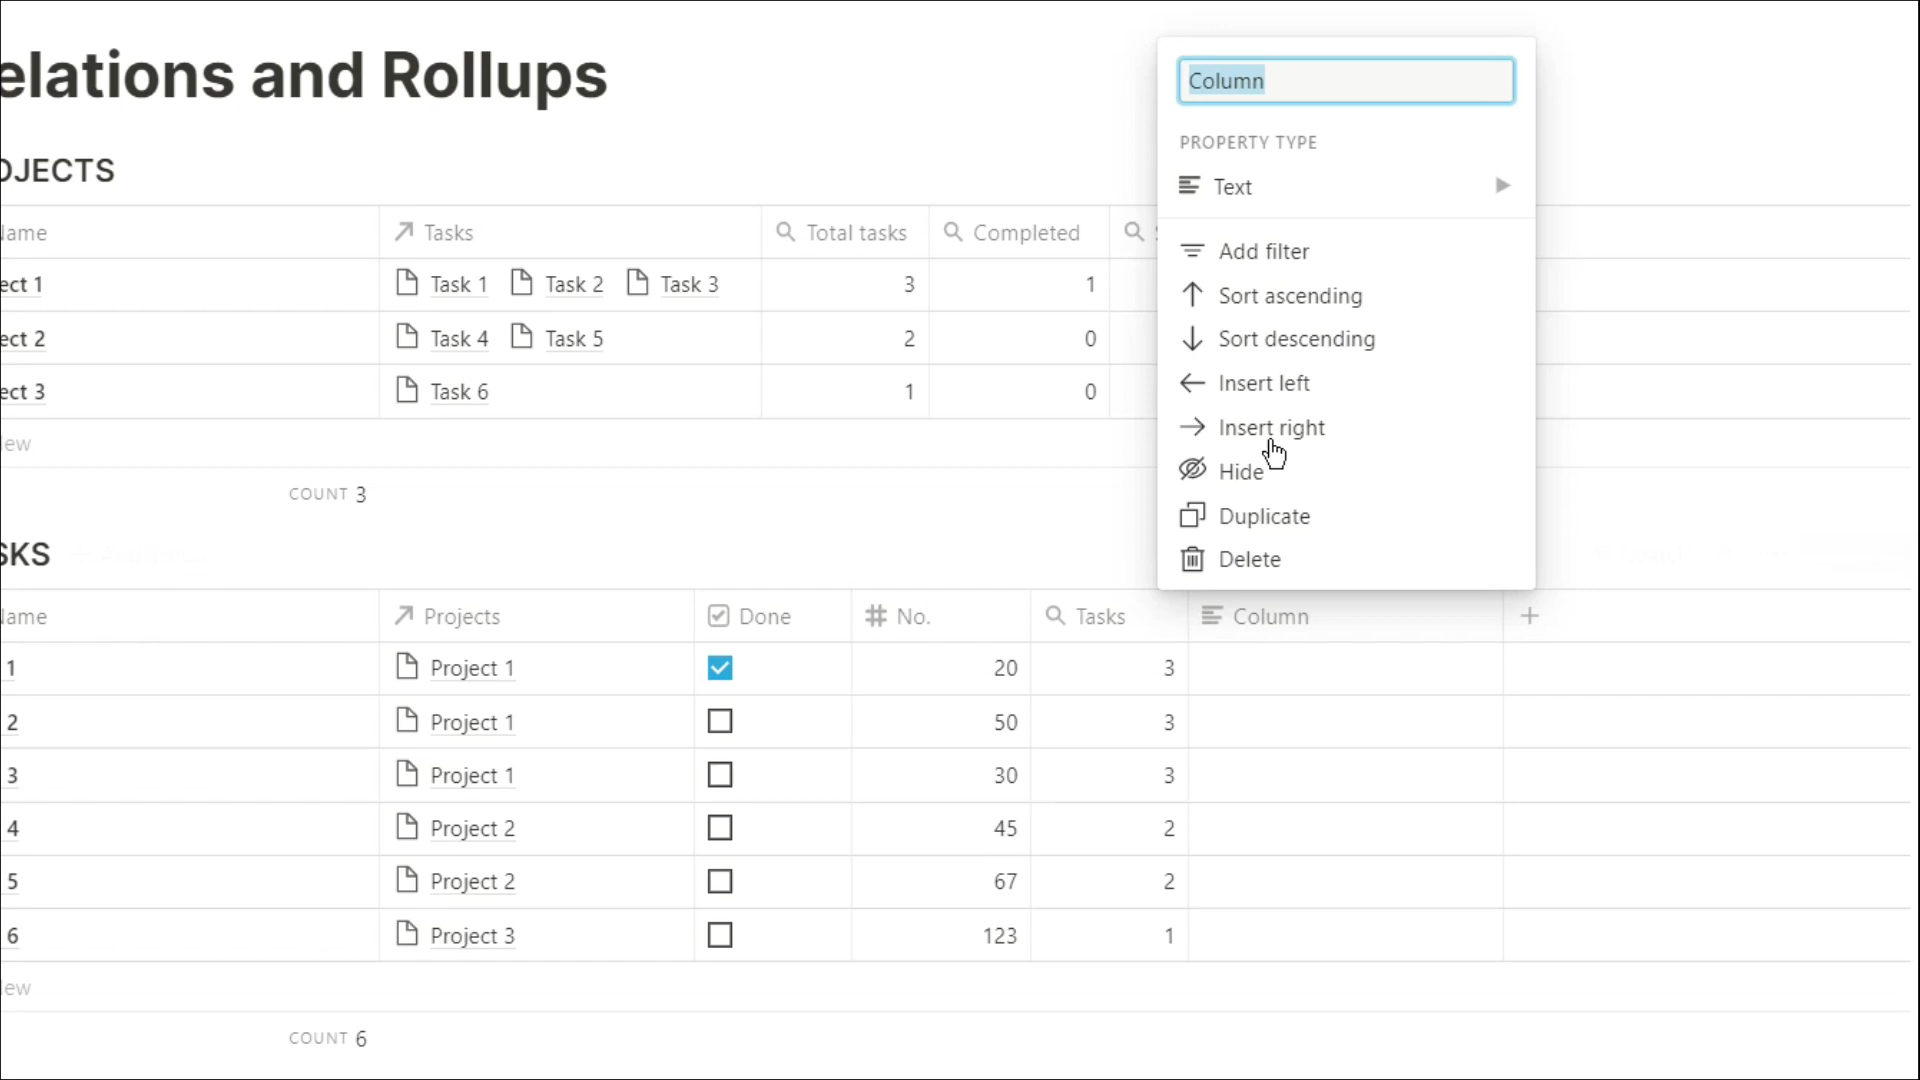 elations and Rollups
OJECTS
Name Tasks Total tasks Completed
ect 1 Task 1 Task 2 Task 3 3 1
ect 2 Task 4 Task 5 2 0
ect 3 Task 6 1 0
ew
COUNT 3
Column
PROPERTY TYPE
Text
Add filter
Sort ascending
Sort descending
Insert left
Insert right
Hide
Duplicate
Delete
SKS
Name Projects Done No. Tasks Column +
1 Project 1 20 3
2 Project 1 50 3
3 Project 1 30 3
4 Project 2 45 2
5 Project 2 67 2
6 Project 3 123 1
ew
COUNT 6